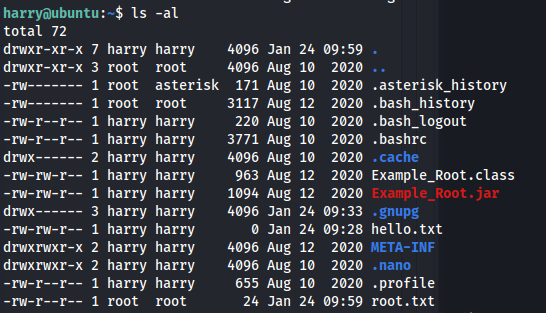 harry@ubuntu:~$ ls -al
total 72
drwxr-xr-x 7 harry harry 4096 Jan 24 09:59 .
drwxr-xr-x 3 root root 4096 Aug 10 2020 ..
-rw------- 1 root asterisk 171 Aug 10 2020 .asterisk_history
-rw------- 1 root root 3117 Aug 12 2020 .bash_history
-rw-r--r-- 1 harry harry 220 Aug 10 2020 .bash_logout
-rw-r--r-- 1 harry harry 3771 Aug 10 2020 .bashrc
drwx------ 2 harry harry 4096 Aug 10 2020 .cache
-rw-rw-r-- 1 harry harry 963 Aug 12 2020 Example_Root.class
-rw-rw-r-- 1 harry harry 1094 Aug 12 2020 Example_Root.jar
drwx------ 3 harry harry 4096 Jan 24 09:33 .gnupg
-rw-rw-r-- 1 harry harry 0 Jan 24 09:28 hello.txt
drwxrwxr-x 2 harry harry 4096 Aug 12 2020 META-INF
drwxrwxr-x 2 harry harry 4096 Aug 10 2020 .nano
-rw-r--r-- 1 harry harry 655 Aug 10 2020 .profile
-rw-r--r-- 1 root root 24 Jan 24 09:59 root.txt